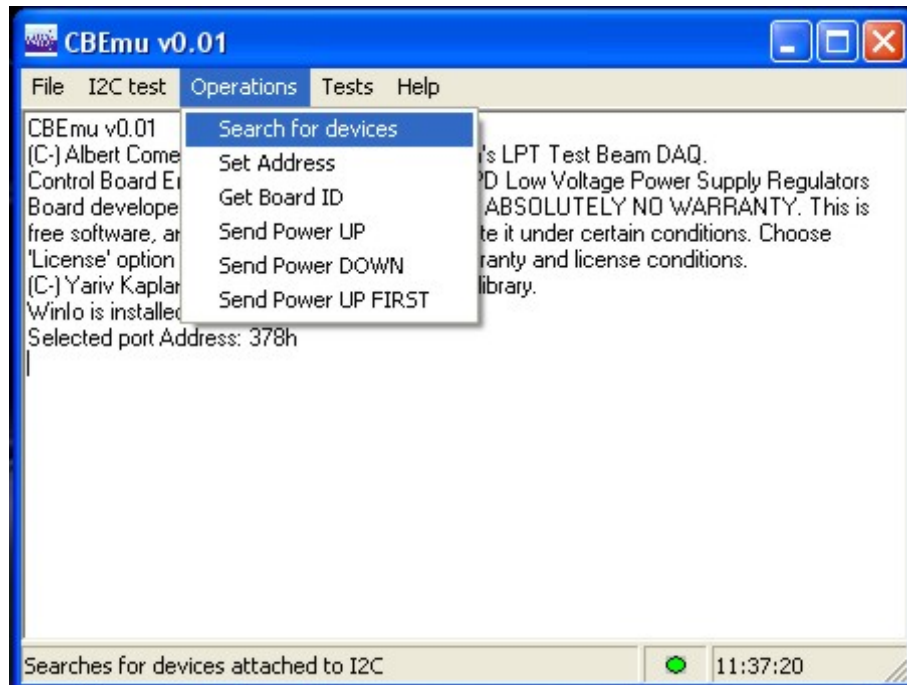 CBEmu v0.01
File I2C test Operations Tests Help
CBEmu v0.01
Search for devices
(C-) Albert Come 's LPT Test Beam DAQ.
Set Address
Control Board PD Low Voltage Power Supply Regulators
Get Board ID
Board develope ABSOLUTELY NO WARRANTY. This is
Send Power UP
free software, te it under certain conditions. Choose
'License' option ranty and license conditions.
Send Power DOWN
(C-) Yariv Kaplan library.
Send Power UP FIRST
WinIo is installed
Selected port Address: 378h
Searches for devices attached to I2C 11:37:20